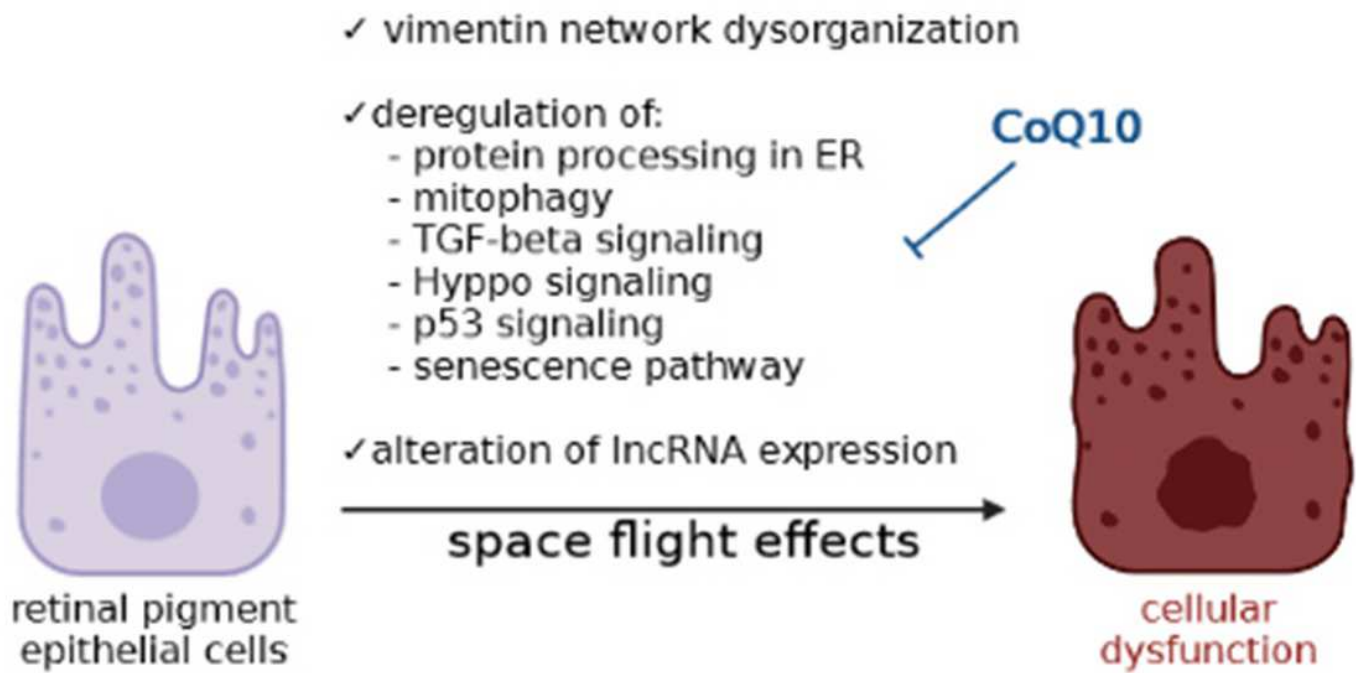 ✓ vimentin network dysorganization
✓deregulation of:
- protein processing in ER
- mitophagy
- TGF-beta signaling
- Hyppo signaling
- p53 signaling
- senescence pathway
✓alteration of lncRNA expression
CoQ10
space flight effects
retinal pigment
epithelial cells
cellular
dysfunction